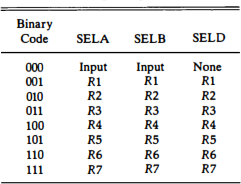 Binary
Code SELA SELB SELD
000 Input Input None
001 R1 R1 R1
010 R2 R2 R2
011 R3 R3 R3
100 R4 R4 R4
101 R5 R5 R5
110 R6 R6 R6
111 R7 R7 R7